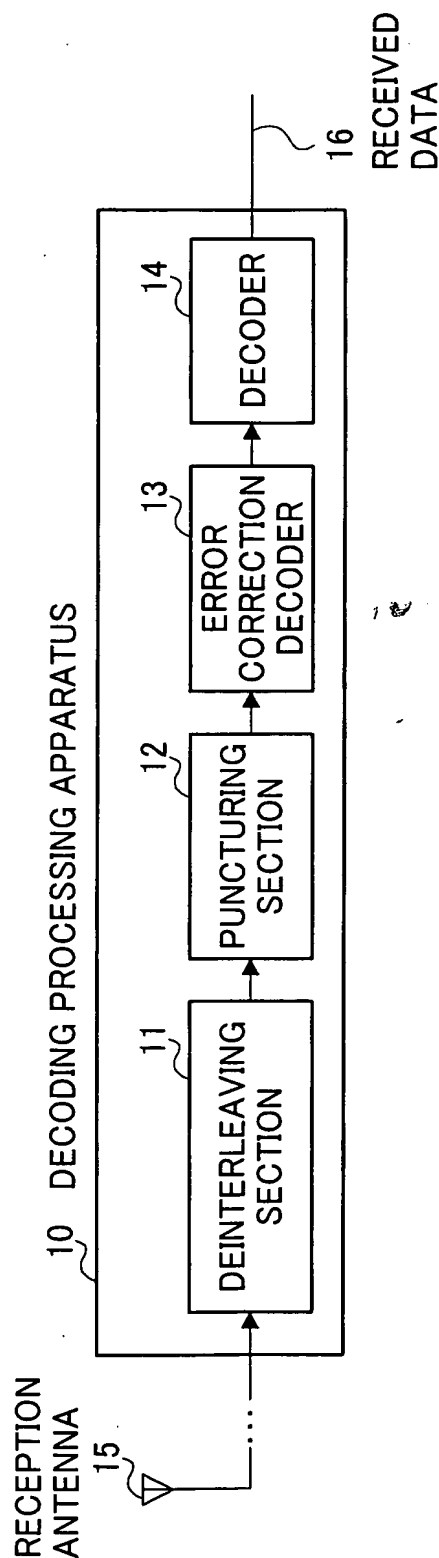 RECEPTION
ANTENNA
15
10 DECODING PROCESSING APPARATUS
11
DEINTERLEAVING
SECTION
12
PUNCTURING
SECTION
13
ERROR
CORRECTION
DECODER
14
DECODER
16
RECEIVED
DATA